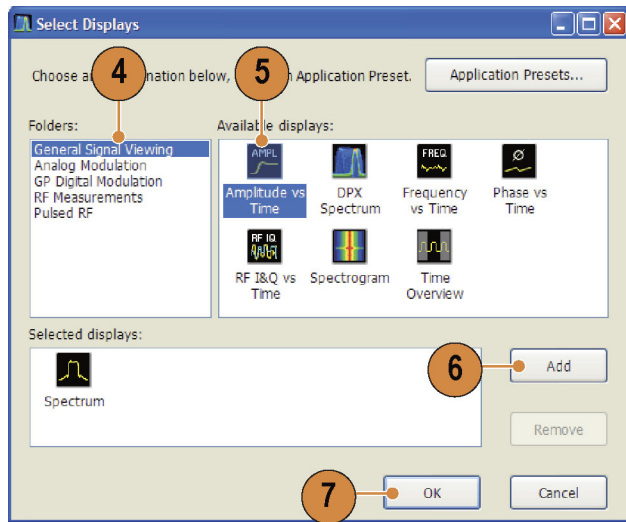 Select Displays
4
5
Choose a nation below, Application Preset.
Application Presets...
Folders:
Available displays:
General Signal Viewing
Analog Modulation
GP Digital Modulation
RF Measurements
Pulsed RF
AMPL
Amplitude vs Time
DPX Spectrum
FREQ
Frequency vs Time
Ø
Phase vs Time
RF IQ
RF I&Q vs Time
Spectrogram
Time Overview
Selected displays:
Spectrum
6
Add
Remove
7
OK
Cancel